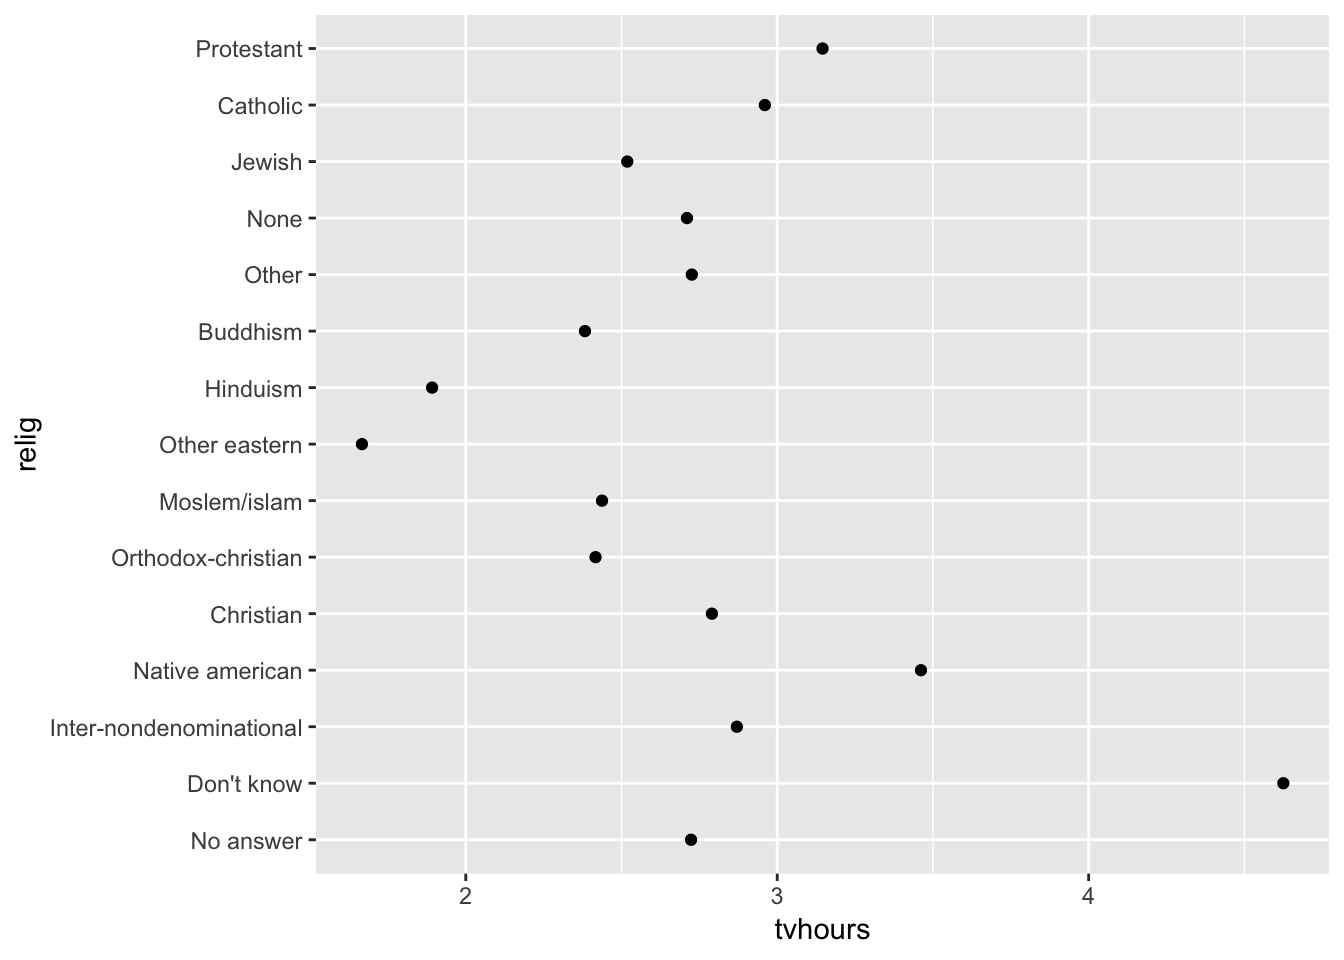 Protestant
Catholic
Jewish
None
Other
Buddhism
Hinduism
Other eastern
Moslem/islam
Orthodox-christian
Christian
Native american
Inter-nondenominational
Don't know
No answer
relig
2 3 4
tvhours